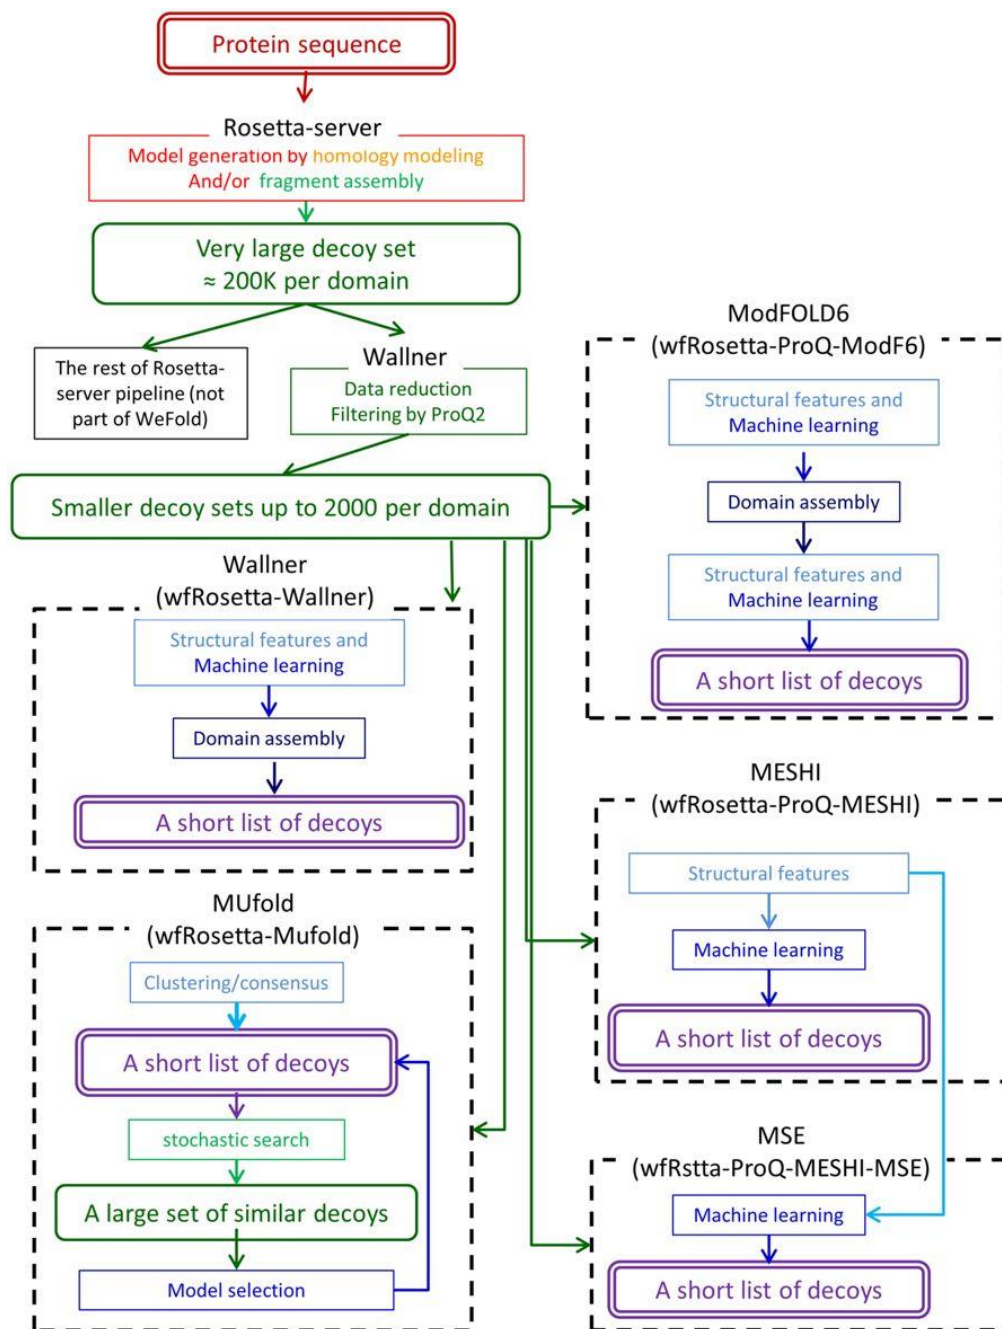 Protein sequence
Rosetta-server
Model generation by homology modeling
And/or fragment assembly
Very large decoy set
≈ 200K per domain
The rest of Rosetta-
server pipeline (not
part of WeFold)
Wallner
Data reduction
Filtering by ProQ2
Smaller decoy sets up to 2000 per domain
ModFOLD6
(wfRosetta-ProQ-ModF6)
Structural features and
Machine learning
Domain assembly
Structural features and
Machine learning
A short list of decoys
Wallner
(wfRosetta-Wallner)
Structural features and
Machine learning
Domain assembly
A short list of decoys
MESHI
(wfRosetta-ProQ-MESHI)
Structural features
Machine learning
A short list of decoys
MUfold
(wfRosetta-Mufold)
Clustering/consensus
A short list of decoys
stochastic search
A large set of similar decoys
Model selection
MSE
(wfRstta-ProQ-MESHI-MSE)
Machine learning
A short list of decoys